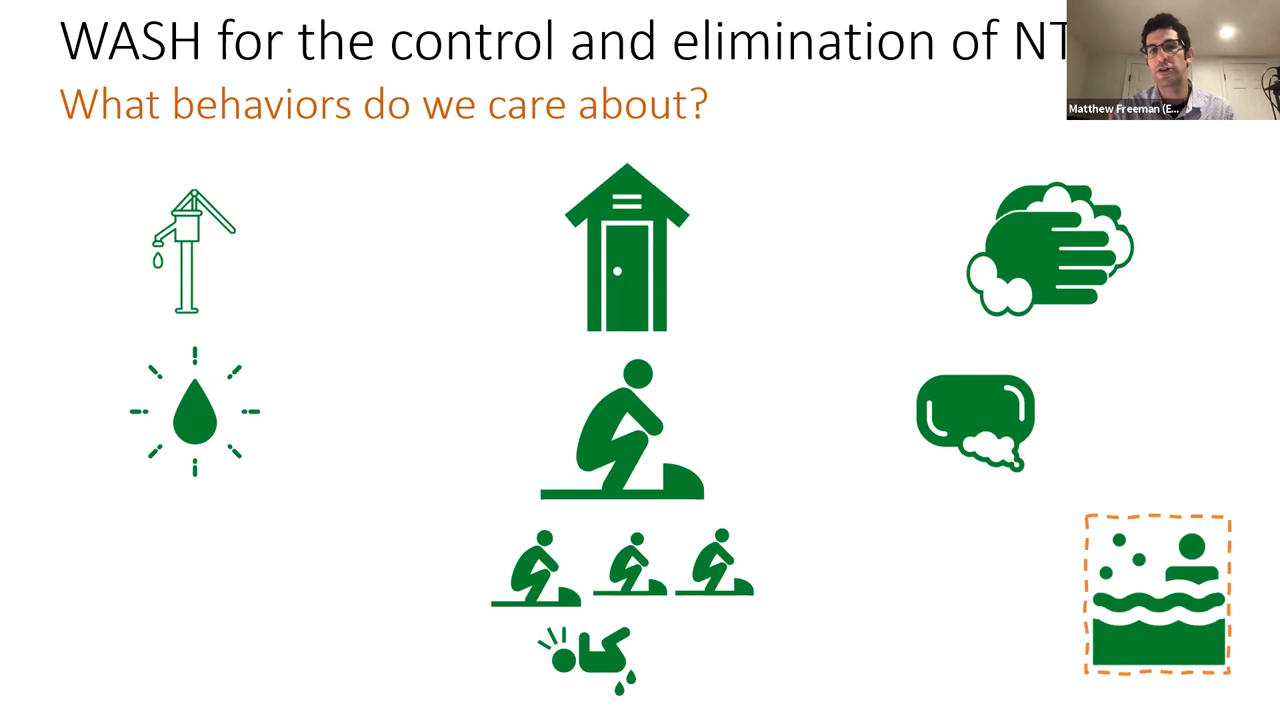 WASH for the control and elimination of NT
What behaviors do we care about?
Matthew Freeman (E...